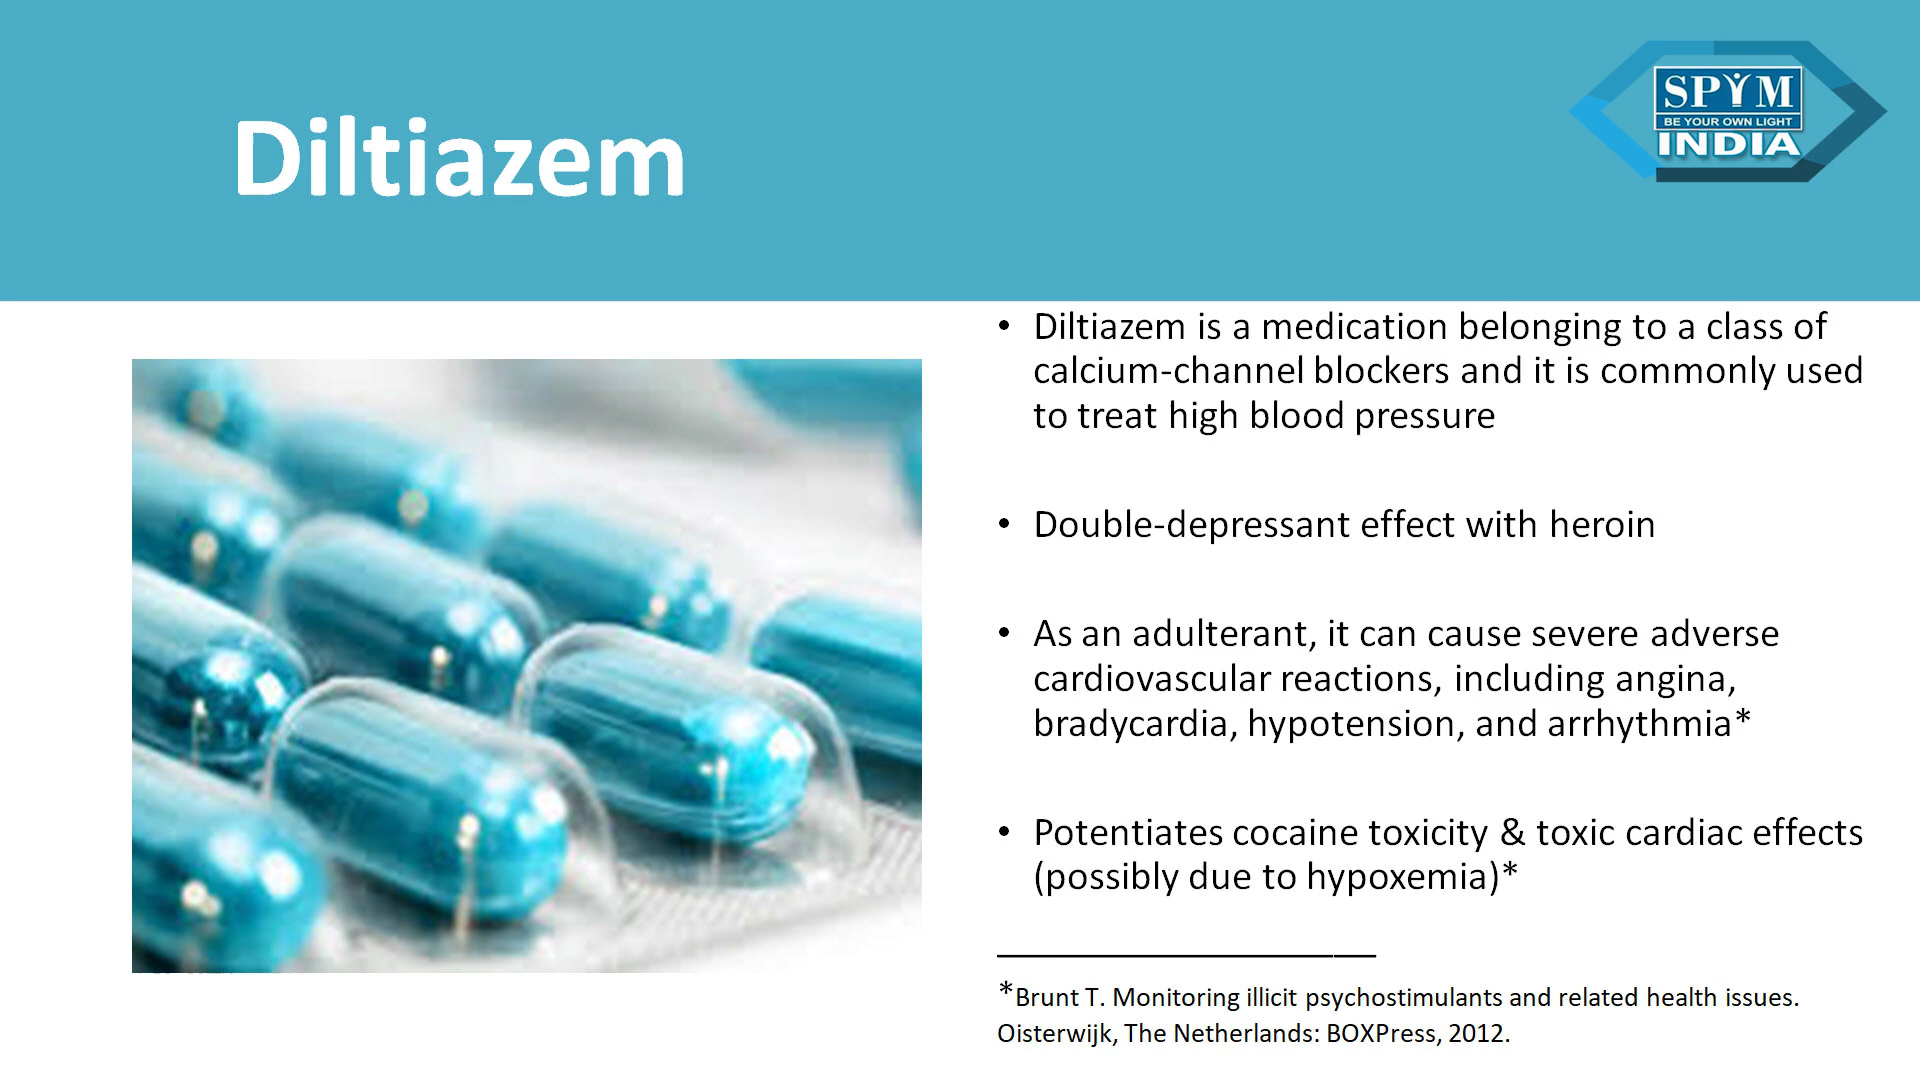 Diltiazem
SPYM
BE YOUR OWN LIGHT
INDIA
• Diltiazem is a medication belonging to a class of
calcium-channel blockers and it is commonly used
to treat high blood pressure
• Double-depressant effect with heroin
• As an adulterant, it can cause severe adverse
cardiovascular reactions, including angina,
bradycardia, hypotension, and arrhythmia*
• Potentiates cocaine toxicity & toxic cardiac effects
(possibly due to hypoxemia)*
*Brunt T. Monitoring illicit psychostimulants and related health issues.
Oisterwijk, The Netherlands: BOXPress, 2012.